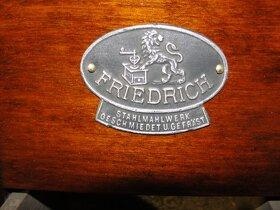 FRIEDRICH
STAHLMAHLWERK
GESCHMIEDET U. GEFRÄST